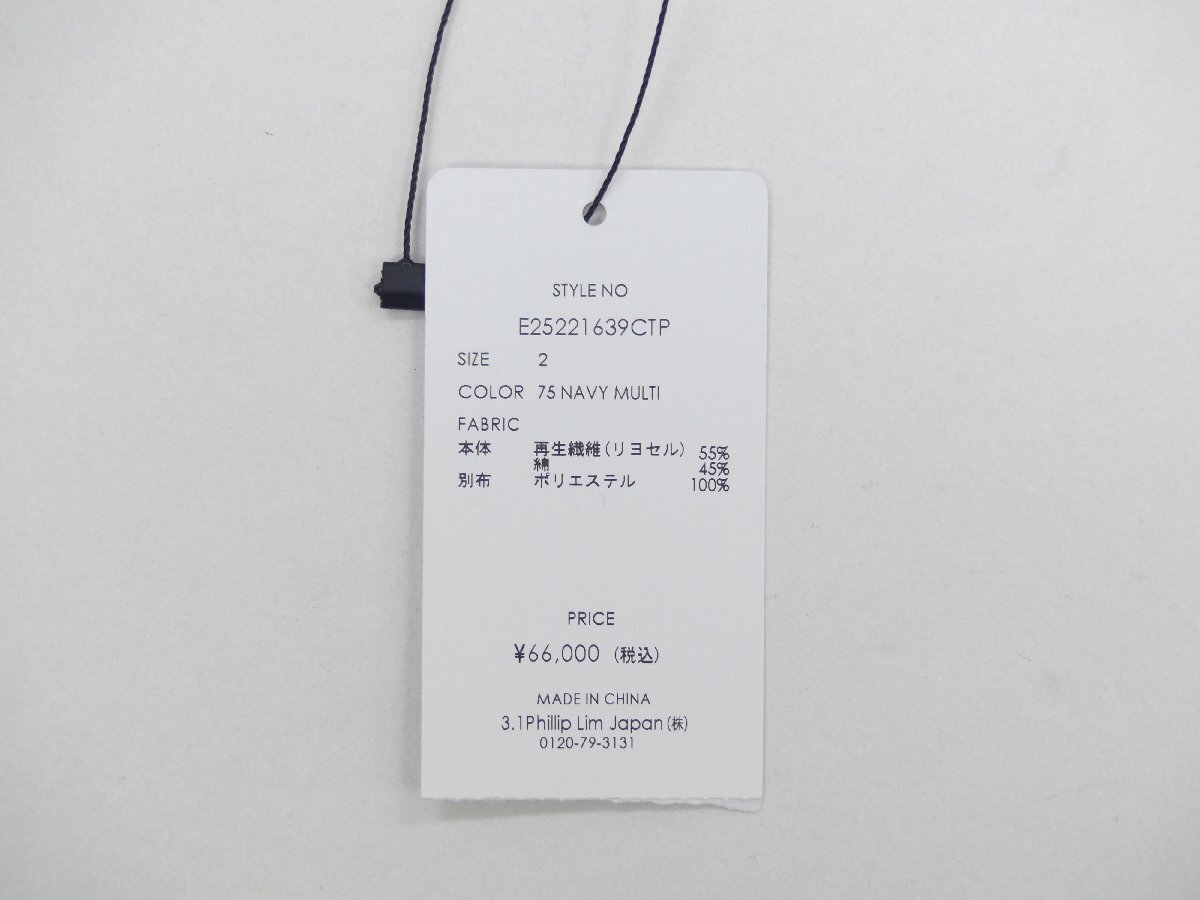 STYLE NO
E25221639CTP
SIZE 2
COLOR 75 NAVY MULTI
FABRIC
本体 再生繊維(リヨセル) 55%
綿 45%
別布 ポリエステル 100%
PRICE
¥66,000 (税込)
MADE IN CHINA
3.1Phillip Lim Japan(株)
0120-79-3131